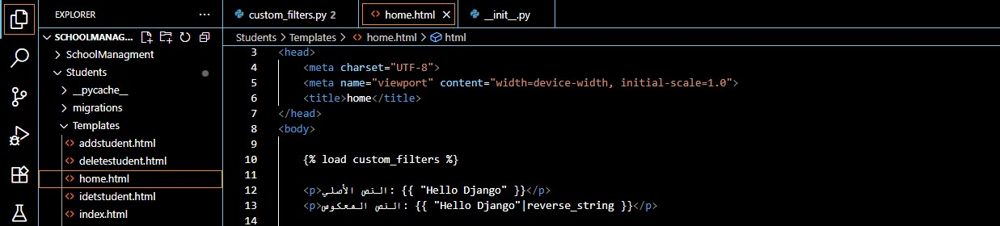 EXPLORER
custom_filters.py 2
home.html
__init__.py
SCHOOLMANAG...
Students > Templates > home.html > html
SchoolManagment
Students
__pycache__
migrations
Templates
addstudent.html
deletestudent.html
home.html
idetstudent.html
index.html
3 <head>
4 <meta charset="UTF-8">
5 <meta name="viewport" content="width=device-width, initial-scale=1.0">
6 <title>home</title>
7 </head>
8 <body>
9
10 {% load custom_filters %}
11
12 <p>النص الأصلي: {{ "Hello Django" }}</p>
13 <p>النص المعكوس: {{ "Hello Django"|reverse_string }}</p>
14